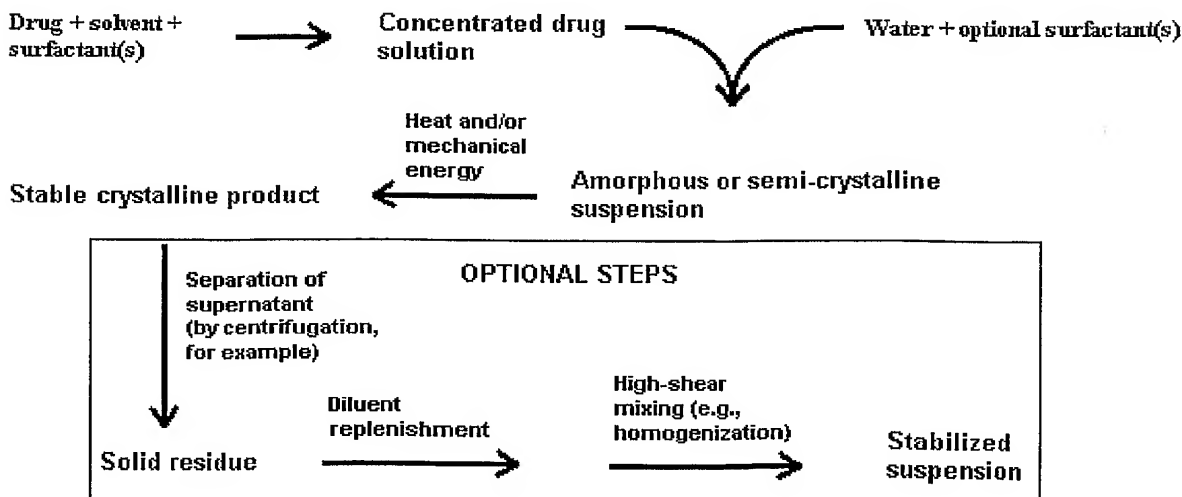 Drug + solvent +
surfactant(s)
Concentrated drug
solution
Water + optional surfactant(s)
Heat and/or
mechanical
energy
Stable crystalline product
Amorphous or semi-crystalline
suspension
OPTIONAL STEPS
Separation of
supernatant
(by centrifugation,
for example)
Solid residue
Diluent
replenishment
High-shear
mixing (e.g.,
homogenization)
Stabilized
suspension